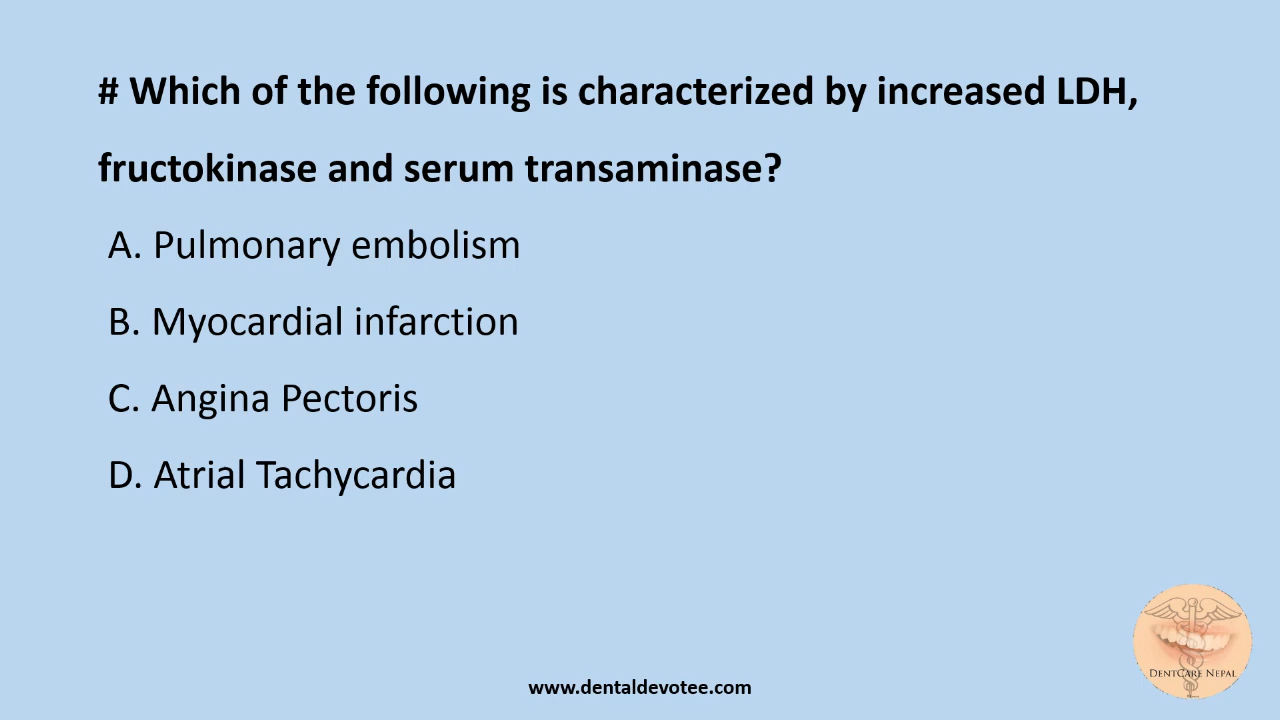 # Which of the following is characterized by increased LDH,
fructokinase and serum transaminase?
A. Pulmonary embolism
B. Myocardial infarction
C. Angina Pectoris
D. Atrial Tachycardia
DentCare Nepal
www.dentaldevotee.com